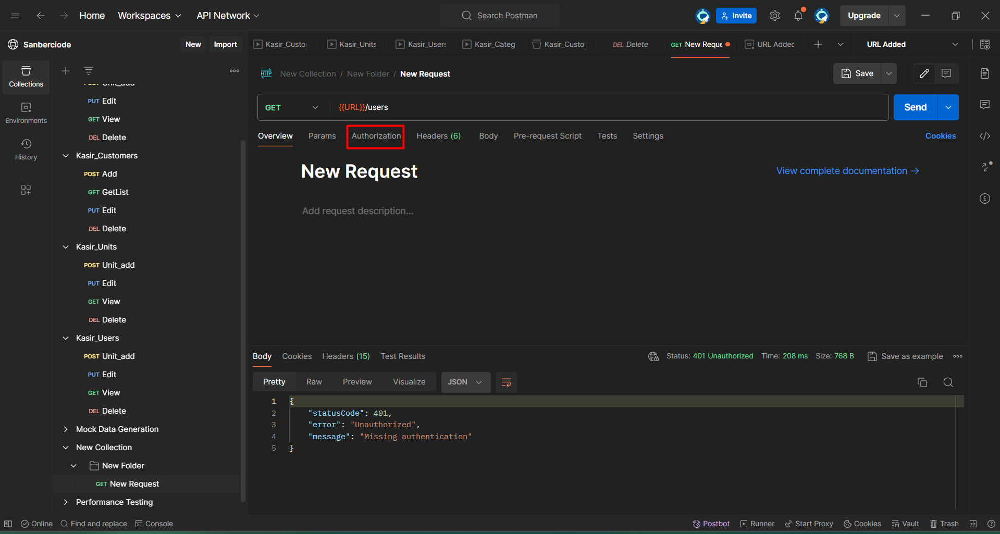 Home Workspaces API Network Search Postman Invite Upgrade
Sanberciode New Import
Kasir_Custo Kasir_Units Kasir_Users Kasir_Categ Kasir_Custo DEL Delete GET New Reque URL Addec URL Added
Collections
Environments
History
POST Unit_add
PUT Edit
GET View
DEL Delete
Kasir_Customers
POST Add
GET GetList
PUT Edit
DEL Delete
Kasir_Units
POST Unit_add
PUT Edit
GET View
DEL Delete
Kasir_Users
POST Unit_add
PUT Edit
GET View
DEL Delete
Mock Data Generation
New Collection
New Folder
GET New Request
Performance Testing
HTTP New Collection / New Folder / New Request Save
GET {{URL}}/users Send
Overview Params Authorization Headers (6) Body Pre-request Script Tests Settings Cookies
New Request View complete documentation →
Add request description...
Body Cookies Headers (15) Test Results Status: 401 Unauthorized Time: 208 ms Size: 768 B Save as example
Pretty Raw Preview Visualize JSON
1 {
2 "statusCode": 401,
3 "error": "Unauthorized",
4 "message": "Missing authentication"
5 }
Online Find and replace Console Postbot Runner Start Proxy Cookies Vault Trash